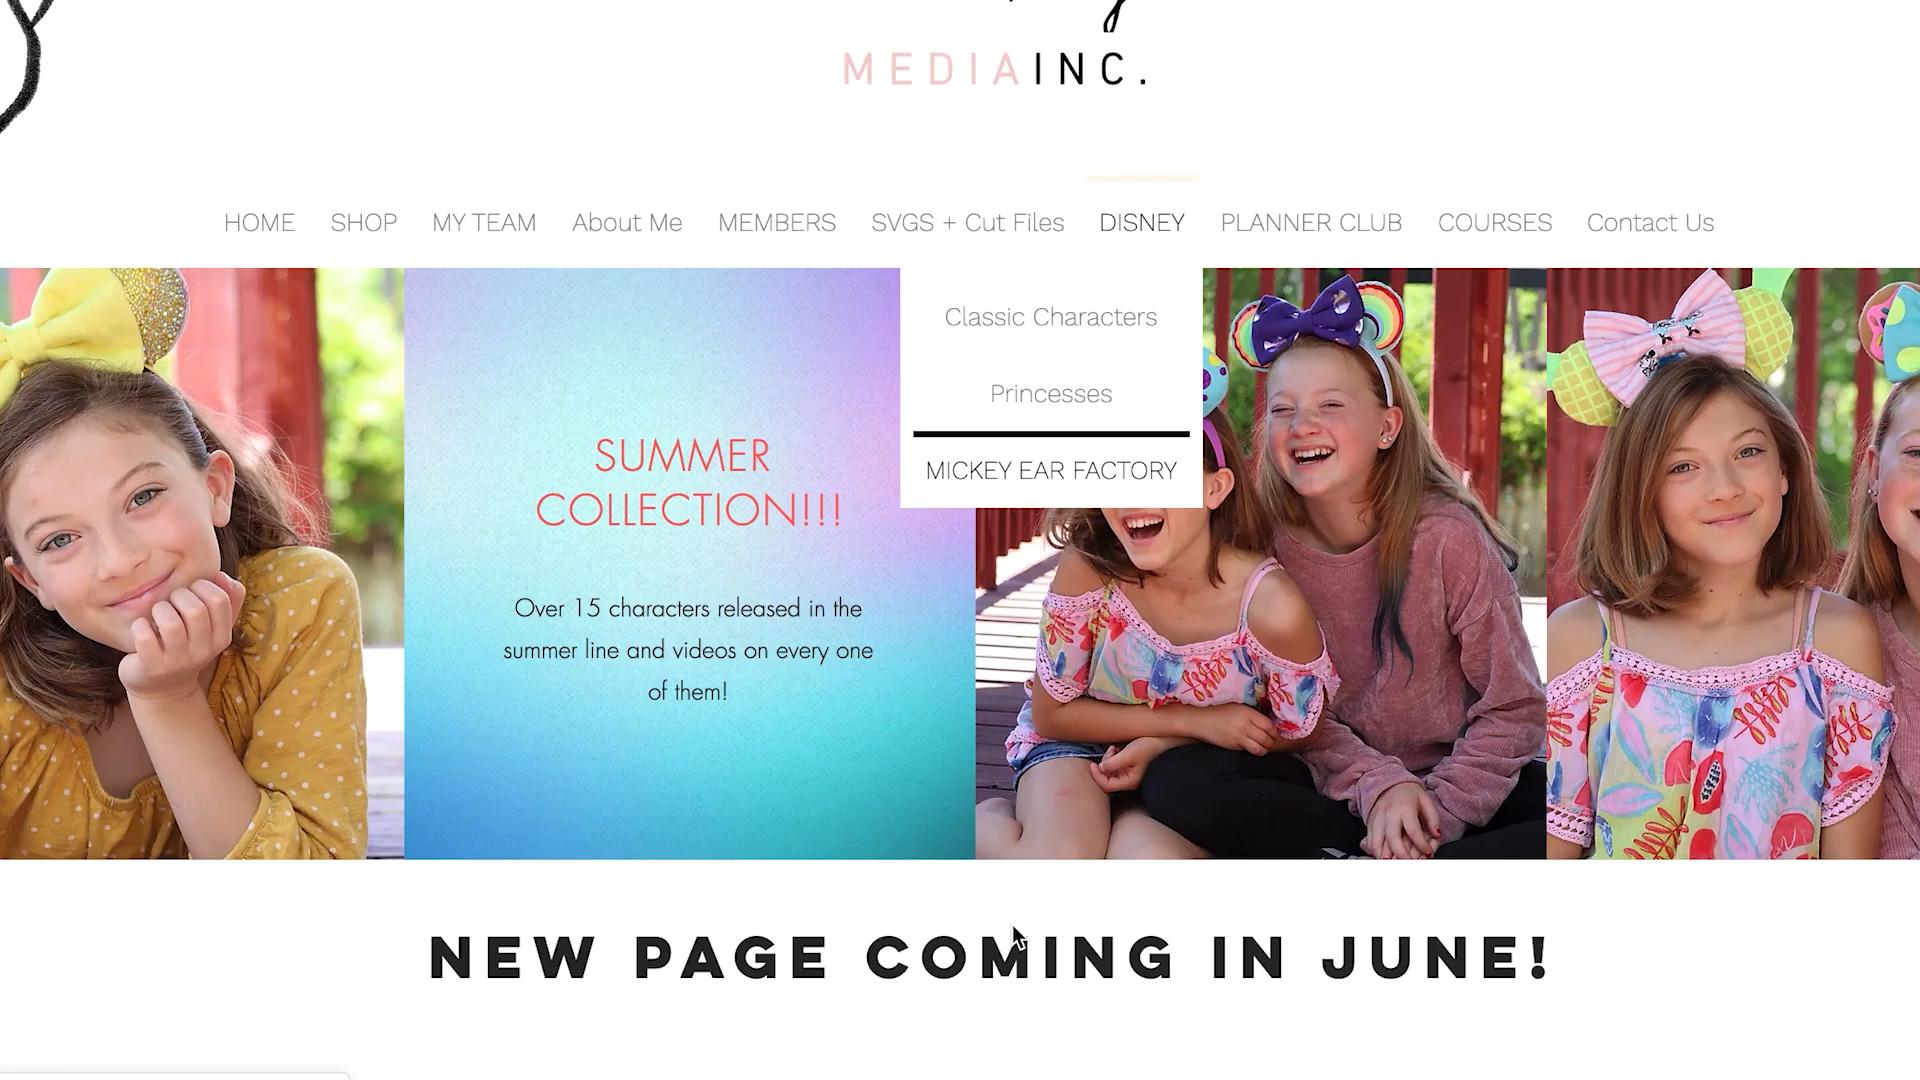 MEDIAINC.
HOME SHOP MY TEAM About Me MEMBERS SVGS + Cut Files DISNEY PLANNER CLUB COURSES Contact Us
Classic Characters
Princesses
MICKEY EAR FACTORY
SUMMER
COLLECTION!!!
Over 15 characters released in the
summer line and videos on every one
of them!
NEW PAGE COMING IN JUNE!